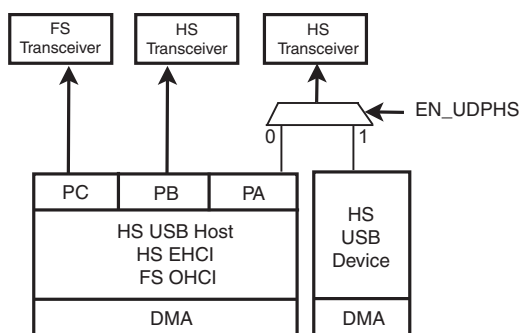 FS
Transceiver
HS
Transceiver
HS
Transceiver
EN_UDPHS
0
1
PC
PB
PA
HS USB Host
HS EHCI
FS OHCI
DMA
HS
USB
Device
DMA